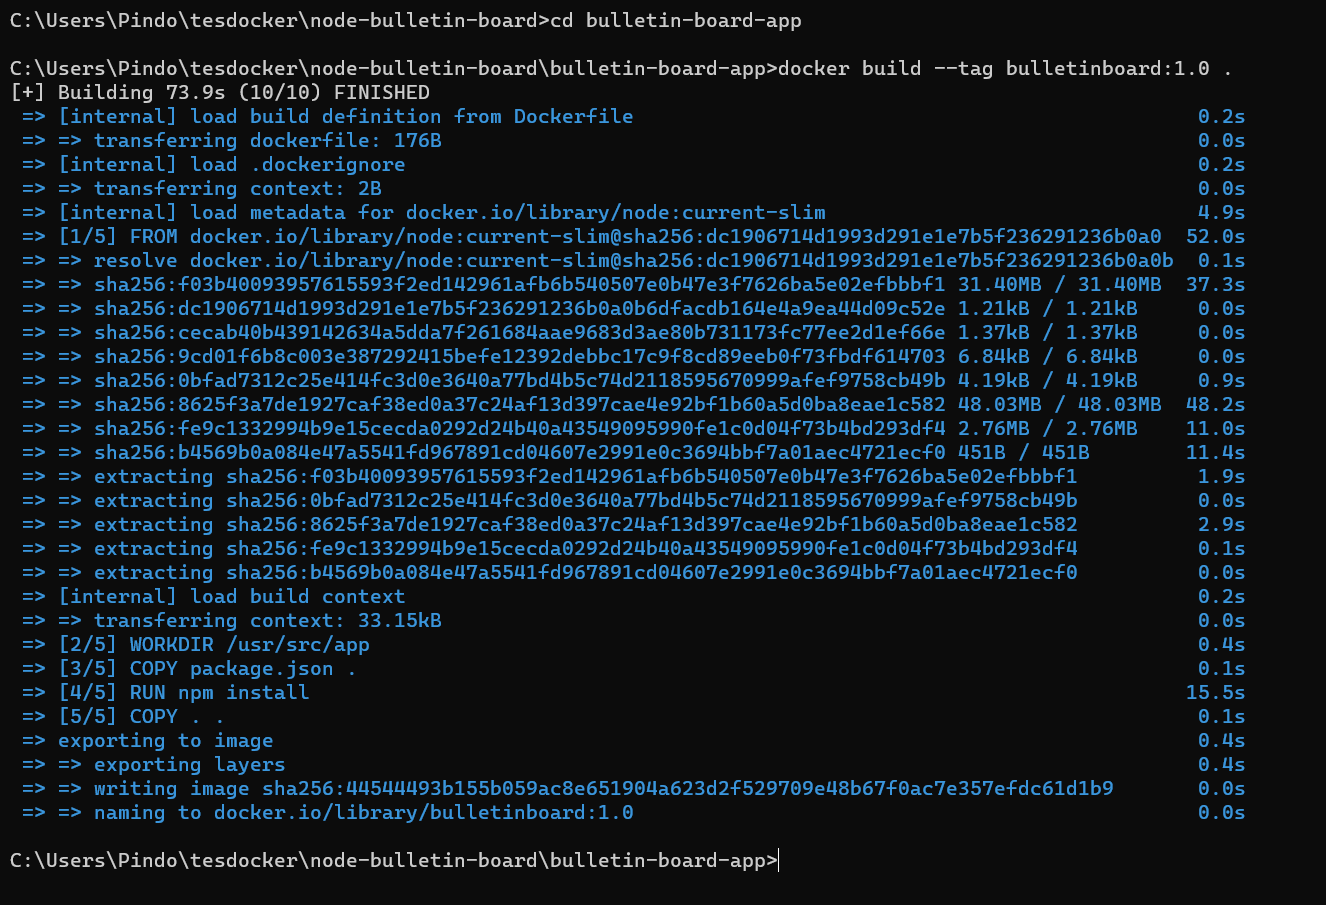 C:\Users\Pindo\tesdocker\node-bulletin-board>cd bulletin-board-app
C:\Users\Pindo\tesdocker\node-bulletin-board\bulletin-board-app>docker build --tag bulletinboard:1.0 .
[+] Building 73.9s (10/10) FINISHED
=> [internal] load build definition from Dockerfile 0.2s
=> => transferring dockerfile: 176B 0.0s
=> [internal] load .dockerignore 0.2s
=> => transferring context: 2B 0.0s
=> [internal] load metadata for docker.io/library/node:current-slim 4.9s
=> [1/5] FROM docker.io/library/node:current-slim@sha256:dc1906714d1993d291e1e7b5f236291236b0a0 52.0s
=> => resolve docker.io/library/node:current-slim@sha256:dc1906714d1993d291e1e7b5f236291236b0a0b 0.1s
=> => sha256:f03b40093957615593f2ed142961afb6b540507e0b47e3f7626ba5e02efbbbf1 31.40MB / 31.40MB 37.3s
=> => sha256:dc1906714d1993d291e1e7b5f236291236b0a0b6dfacdb164e4a9ea44d09c52e 1.21kB / 1.21kB 0.0s
=> => sha256:cecab40b439142634a5dda7f261684aae9683d3ae80b731173fc77ee2d1ef66e 1.37kB / 1.37kB 0.0s
=> => sha256:9cd01f6b8c003e387292415befe12392debbc17c9f8cd89eeb0f73fbdf614703 6.84kB / 6.84kB 0.0s
=> => sha256:0bfad7312c25e414fc3d0e3640a77bd4b5c74d2118595670999afef9758cb49b 4.19kB / 4.19kB 0.9s
=> => sha256:8625f3a7de1927caf38ed0a37c24af13d397cae4e92bf1b60a5d0ba8eae1c582 48.03MB / 48.03MB 48.2s
=> => sha256:fe9c1332994b9e15cecda0292d24b40a43549095990fe1c0d04f73b4bd293df4 2.76MB / 2.76MB 11.0s
=> => sha256:b4569b0a084e47a5541fd967891cd04607e2991e0c3694bbf7a01aec4721ecf0 451B / 451B 11.4s
=> => extracting sha256:f03b40093957615593f2ed142961afb6b540507e0b47e3f7626ba5e02efbbbf1 1.9s
=> => extracting sha256:0bfad7312c25e414fc3d0e3640a77bd4b5c74d2118595670999afef9758cb49b 0.0s
=> => extracting sha256:8625f3a7de1927caf38ed0a37c24af13d397cae4e92bf1b60a5d0ba8eae1c582 2.9s
=> => extracting sha256:fe9c1332994b9e15cecda0292d24b40a43549095990fe1c0d04f73b4bd293df4 0.1s
=> => extracting sha256:b4569b0a084e47a5541fd967891cd04607e2991e0c3694bbf7a01aec4721ecf0 0.0s
=> [internal] load build context 0.2s
=> => transferring context: 33.15kB 0.0s
=> [2/5] WORKDIR /usr/src/app 0.4s
=> [3/5] COPY package.json . 0.1s
=> [4/5] RUN npm install 15.5s
=> [5/5] COPY . . 0.1s
=> exporting to image 0.4s
=> => exporting layers 0.4s
=> => writing image sha256:44544493b155b059ac8e651904a623d2f529709e48b67f0ac7e357efdc61d1b9 0.0s
=> => naming to docker.io/library/bulletinboard:1.0 0.0s
C:\Users\Pindo\tesdocker\node-bulletin-board\bulletin-board-app>